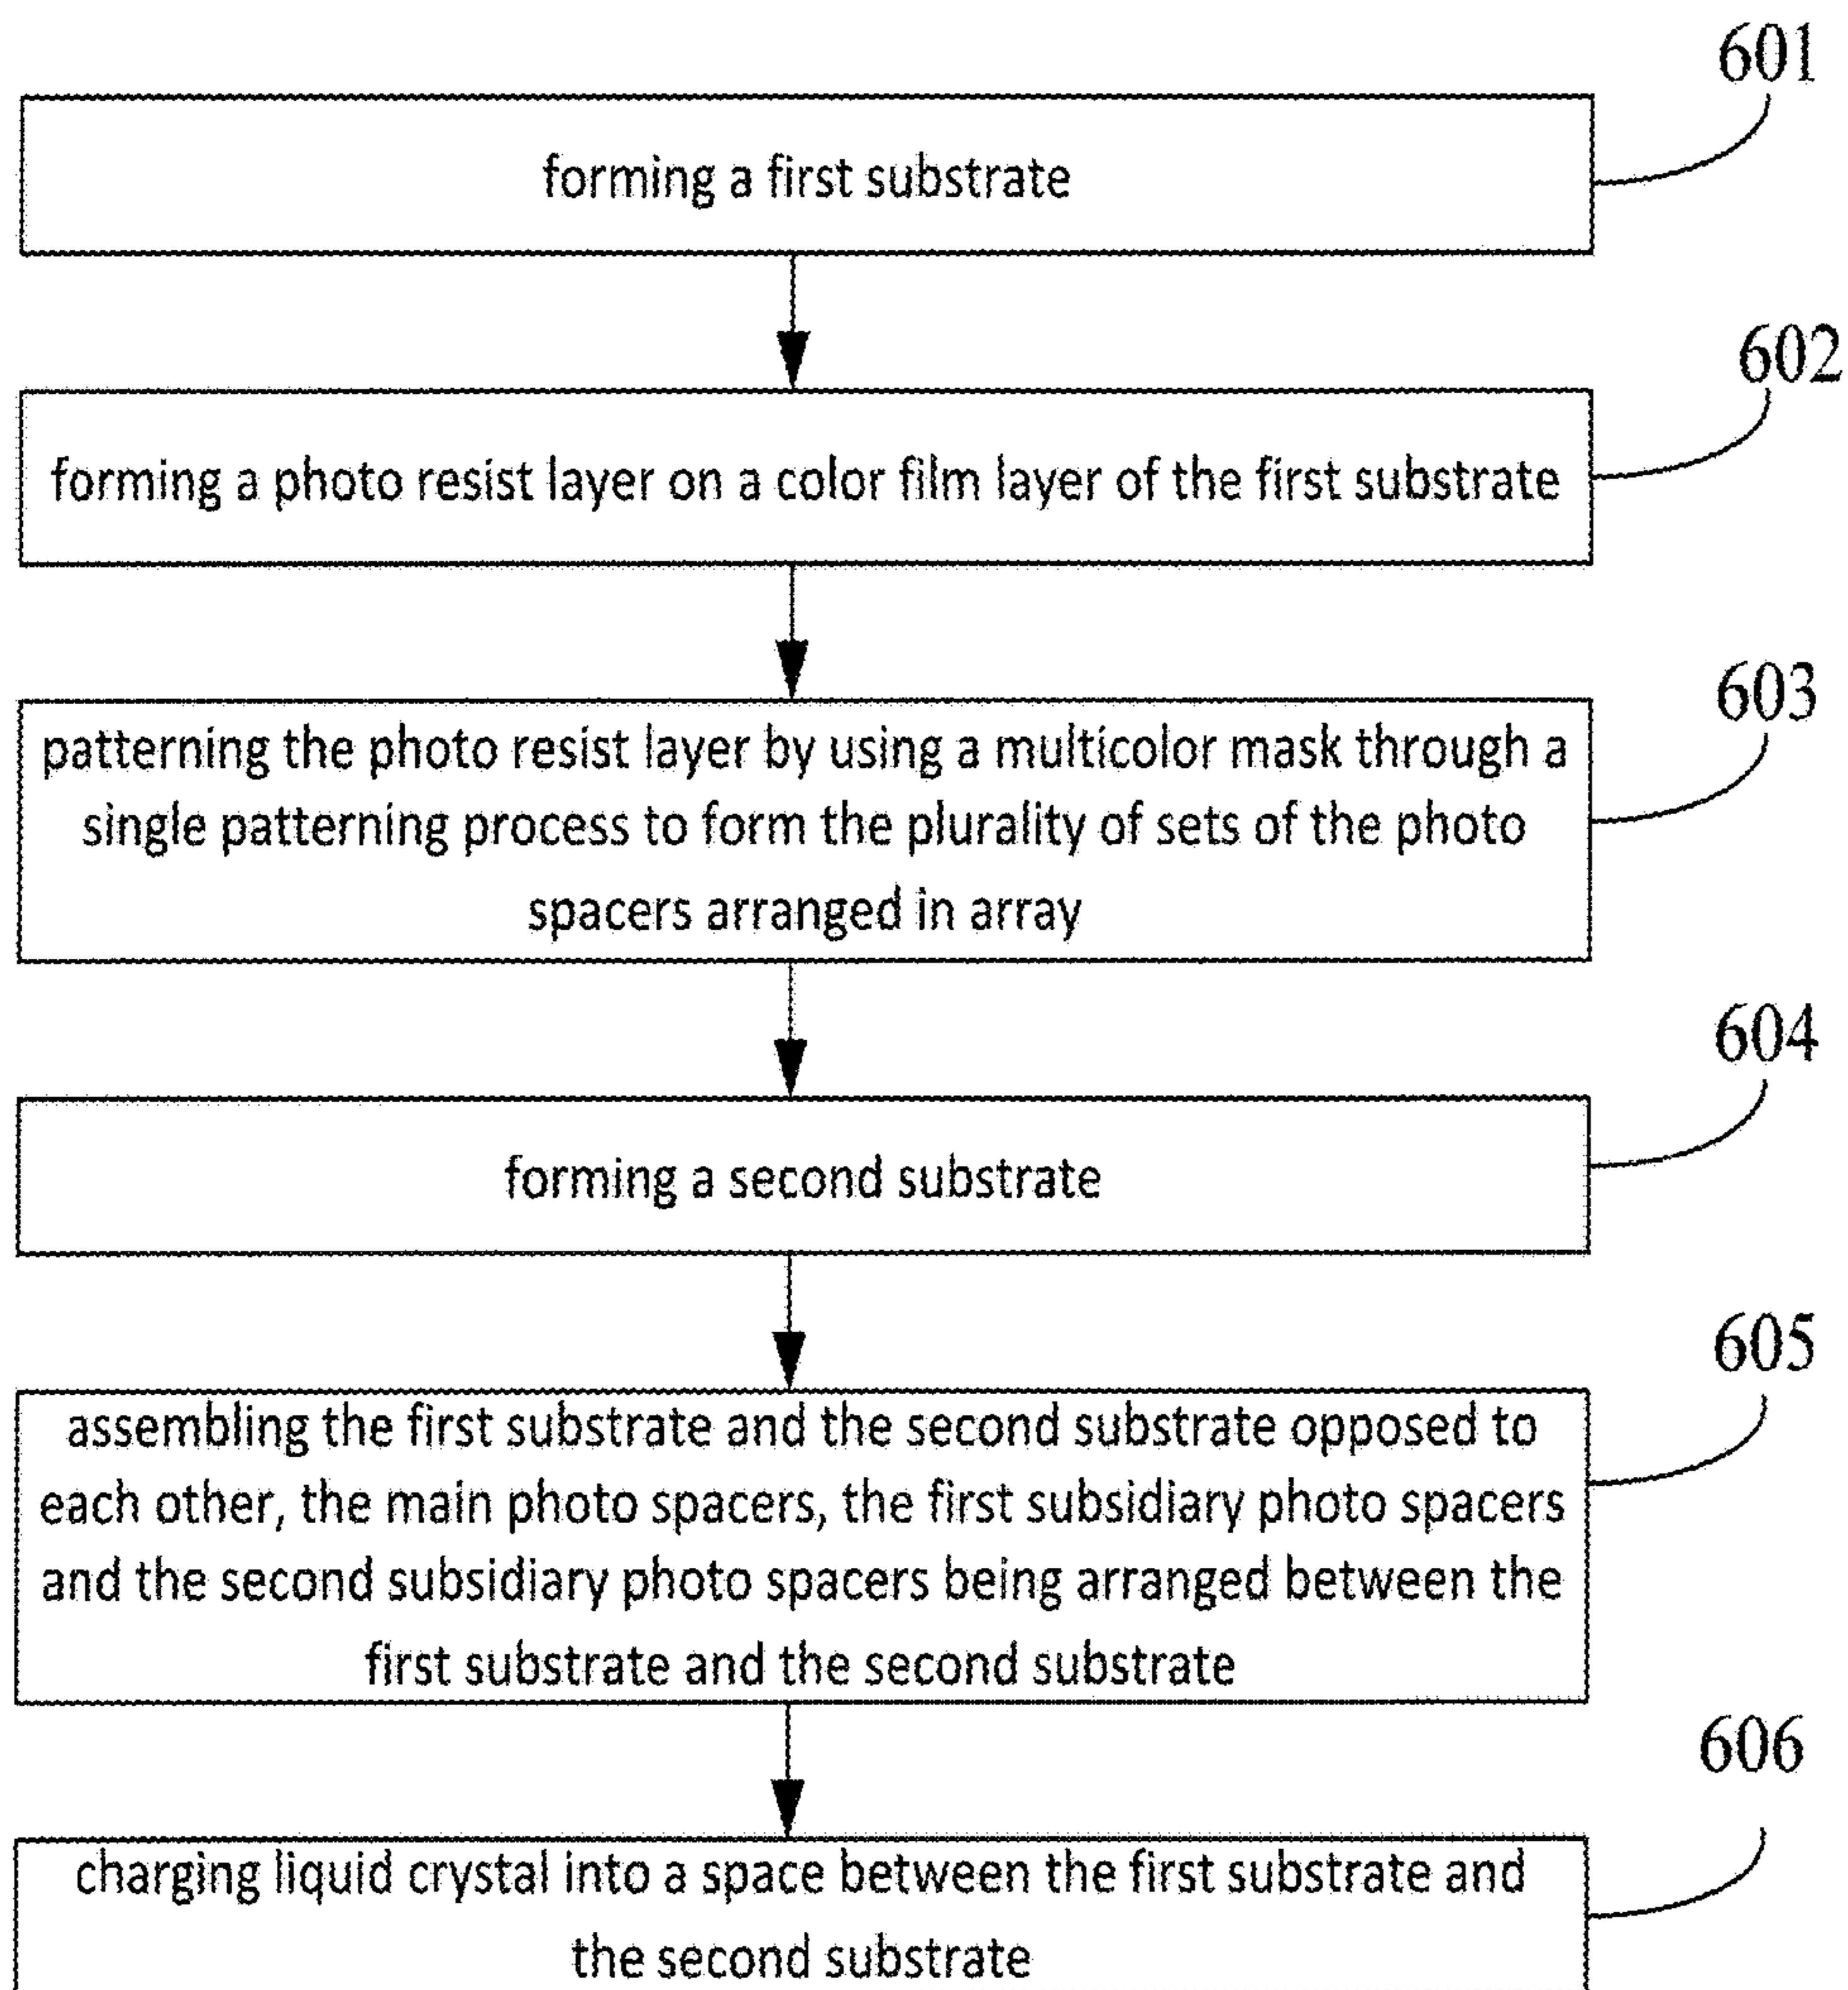 601
forming a first substrate
602
forming a photo resist layer on a color film layer of the first substrate
603
patterning the photo resist layer by using a multicolor mask through a
single patterning process to form the plurality of sets of the photo
spacers arranged in array
604
forming a second substrate
605
assembling the first substrate and the second substrate opposed to
each other, the main photo spacers, the first subsidiary photo spacers
and the second subsidiary photo spacers being arranged between the
first substrate and the second substrate
606
charging liquid crystal into a space between the first substrate and
the second substrate